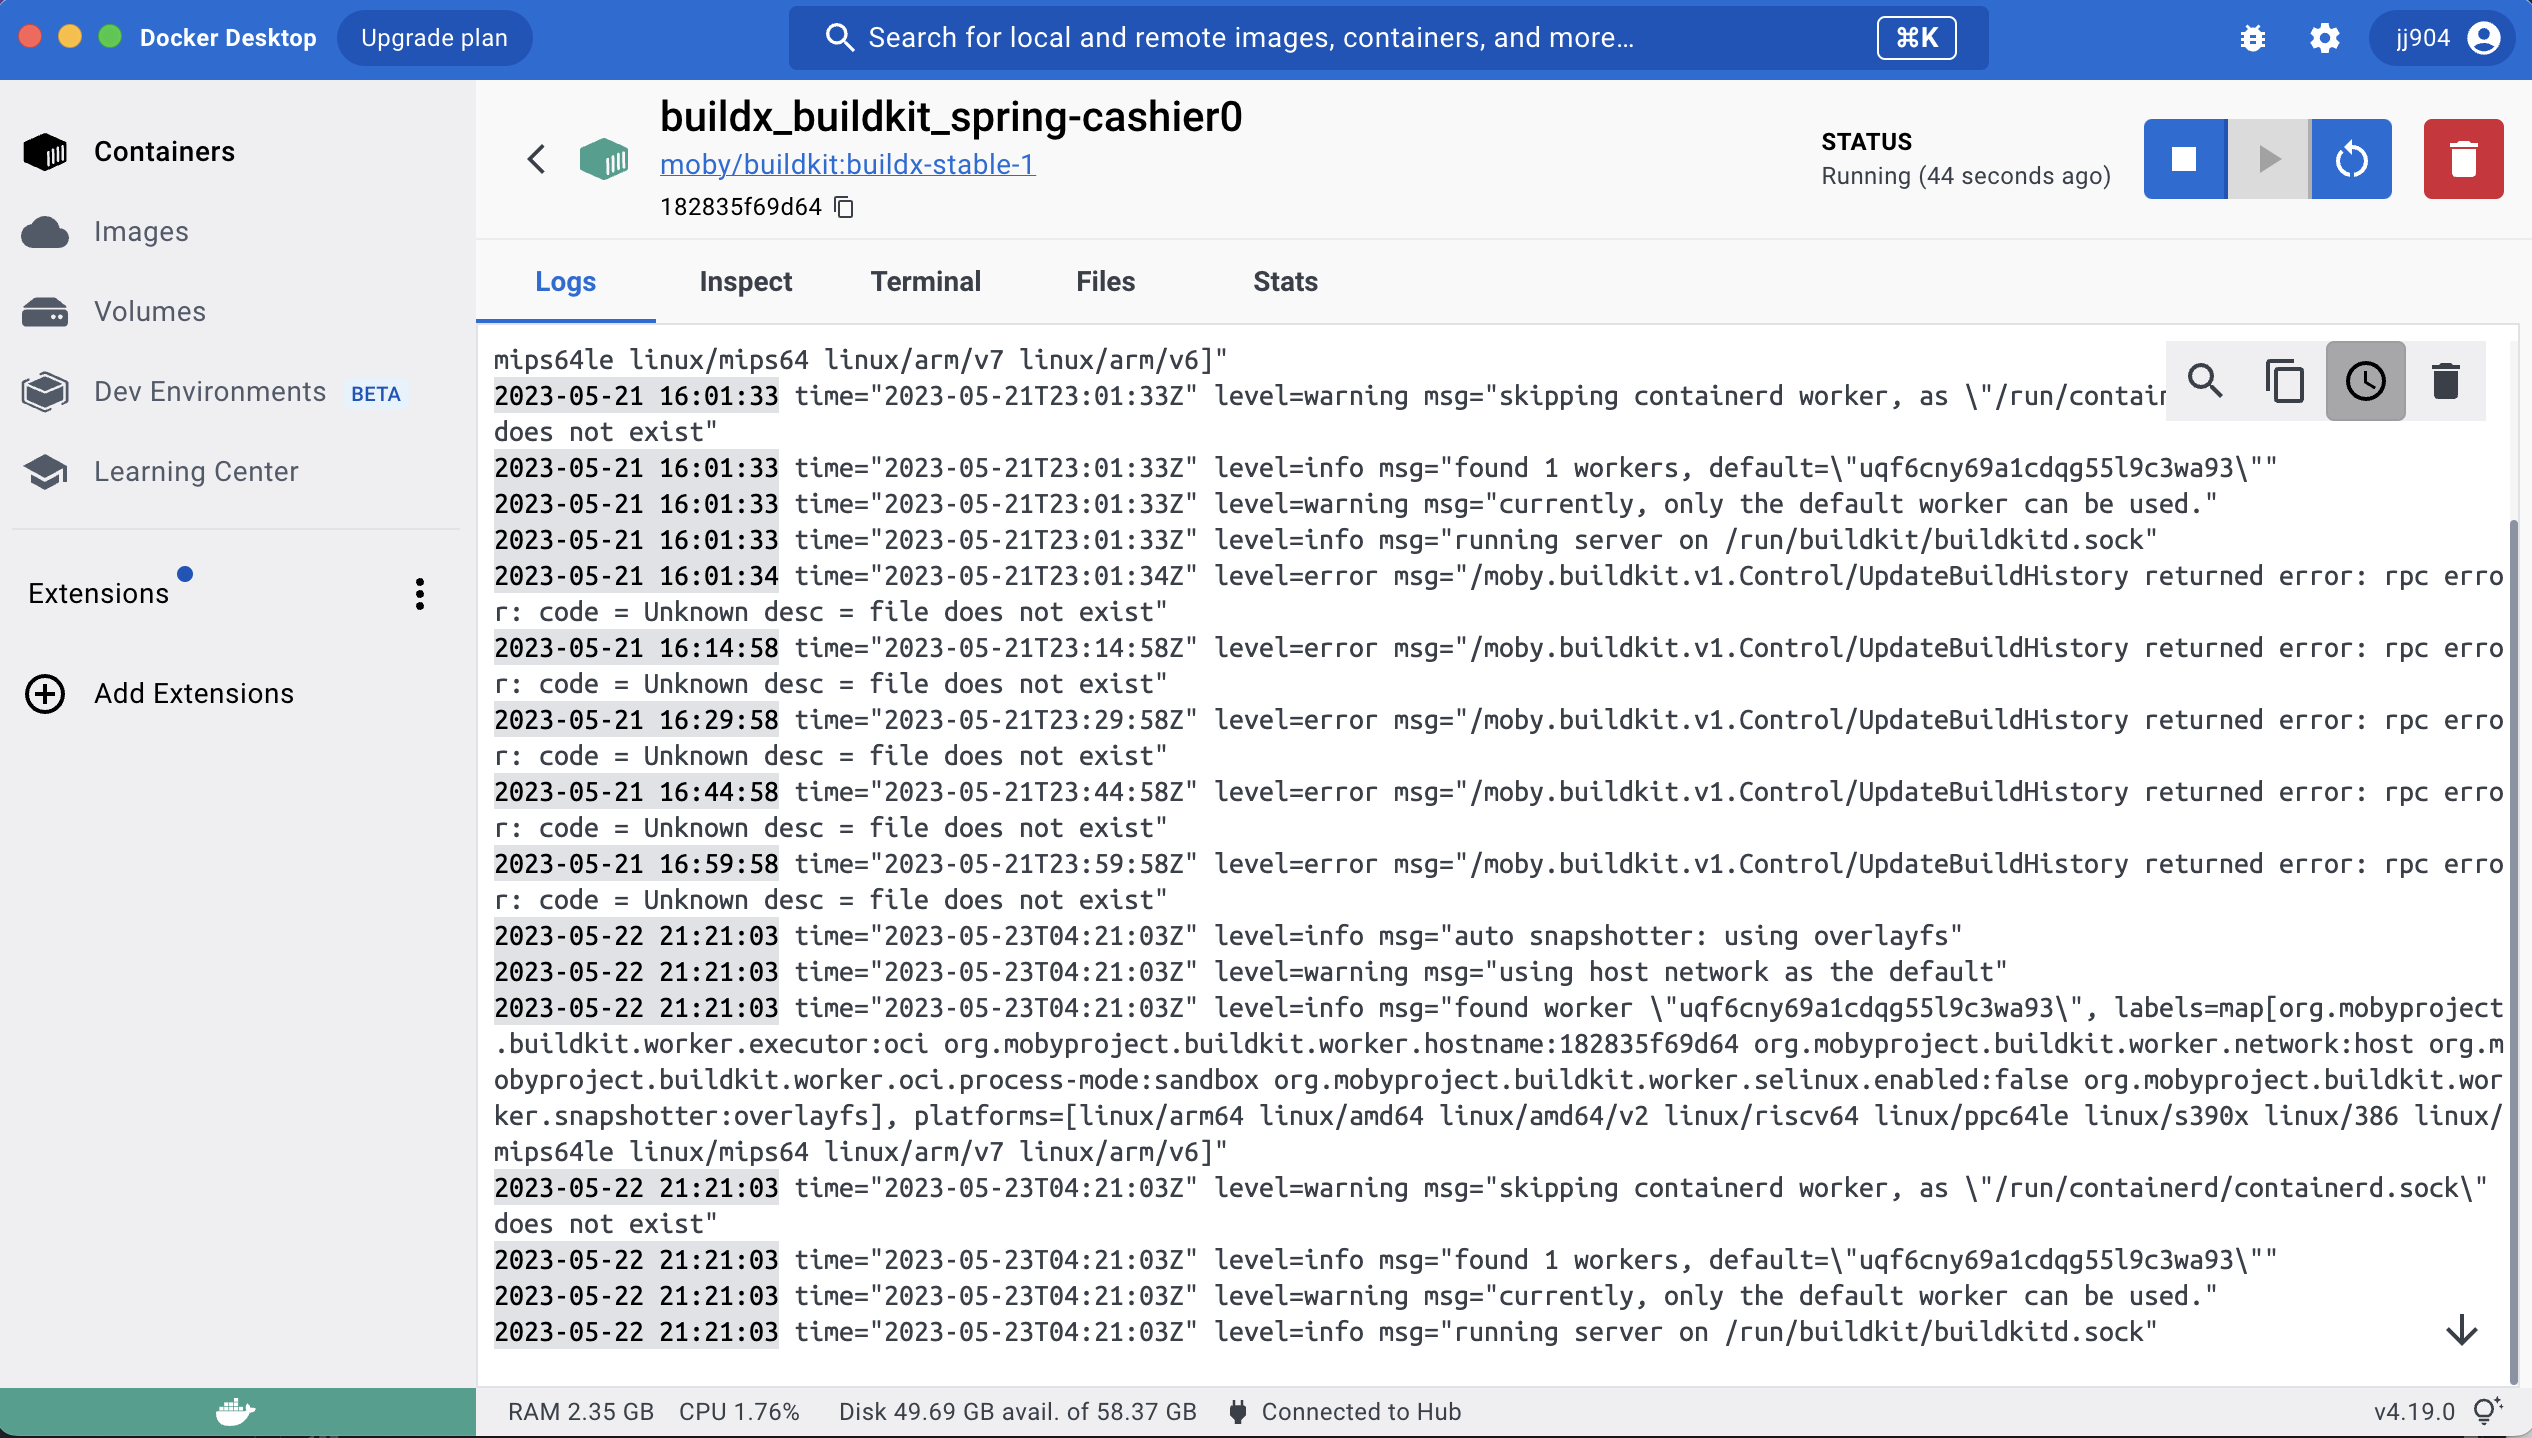 Docker Desktop
Upgrade plan
Search for local and remote images, containers, and more...
⌘K
jj904
Containers
Images
Volumes
Dev Environments BETA
Learning Center
Extensions
Add Extensions
buildx_buildkit_spring-cashier0
moby/buildkit:buildx-stable-1
182835f69d64
STATUS
Running (44 seconds ago)
Logs
Inspect
Terminal
Files
Stats
mips64le linux/mips64 linux/arm/v7 linux/arm/v6]"
2023-05-21 16:01:33 time="2023-05-21T23:01:33Z" level=warning msg="skipping containerd worker, as \"/run/contain
does not exist"
2023-05-21 16:01:33 time="2023-05-21T23:01:33Z" level=info msg="found 1 workers, default=\"uqf6cny69a1cdqg55l9c3wa93\""
2023-05-21 16:01:33 time="2023-05-21T23:01:33Z" level=warning msg="currently, only the default worker can be used."
2023-05-21 16:01:33 time="2023-05-21T23:01:33Z" level=info msg="running server on /run/buildkit/buildkitd.sock"
2023-05-21 16:01:34 time="2023-05-21T23:01:34Z" level=error msg="/moby.buildkit.v1.Control/UpdateBuildHistory returned error: rpc erro
r: code = Unknown desc = file does not exist"
2023-05-21 16:14:58 time="2023-05-21T23:14:58Z" level=error msg="/moby.buildkit.v1.Control/UpdateBuildHistory returned error: rpc erro
r: code = Unknown desc = file does not exist"
2023-05-21 16:29:58 time="2023-05-21T23:29:58Z" level=error msg="/moby.buildkit.v1.Control/UpdateBuildHistory returned error: rpc erro
r: code = Unknown desc = file does not exist"
2023-05-21 16:44:58 time="2023-05-21T23:44:58Z" level=error msg="/moby.buildkit.v1.Control/UpdateBuildHistory returned error: rpc erro
r: code = Unknown desc = file does not exist"
2023-05-21 16:59:58 time="2023-05-21T23:59:58Z" level=error msg="/moby.buildkit.v1.Control/UpdateBuildHistory returned error: rpc erro
r: code = Unknown desc = file does not exist"
2023-05-22 21:21:03 time="2023-05-23T04:21:03Z" level=info msg="auto snapshotter: using overlayfs"
2023-05-22 21:21:03 time="2023-05-23T04:21:03Z" level=warning msg="using host network as the default"
2023-05-22 21:21:03 time="2023-05-23T04:21:03Z" level=info msg="found worker \"uqf6cny69a1cdqg55l9c3wa93\", labels=map[org.mobyproject
.buildkit.worker.executor:oci org.mobyproject.buildkit.worker.hostname:182835f69d64 org.mobyproject.buildkit.worker.network:host org.m
obyproject.buildkit.worker.oci.process-mode:sandbox org.mobyproject.buildkit.worker.selinux.enabled:false org.mobyproject.buildkit.wor
ker.snapshotter:overlayfs], platforms=[linux/arm64 linux/amd64 linux/amd64/v2 linux/riscv64 linux/ppc64le linux/s390x linux/386 linux/
mips64le linux/mips64 linux/arm/v7 linux/arm/v6]"
2023-05-22 21:21:03 time="2023-05-23T04:21:03Z" level=warning msg="skipping containerd worker, as \"/run/containerd/containerd.sock\"
does not exist"
2023-05-22 21:21:03 time="2023-05-23T04:21:03Z" level=info msg="found 1 workers, default=\"uqf6cny69a1cdqg55l9c3wa93\""
2023-05-22 21:21:03 time="2023-05-23T04:21:03Z" level=warning msg="currently, only the default worker can be used."
2023-05-22 21:21:03 time="2023-05-23T04:21:03Z" level=info msg="running server on /run/buildkit/buildkitd.sock"
RAM 2.35 GB CPU 1.76% Disk 49.69 GB avail. of 58.37 GB Connected to Hub
v4.19.0